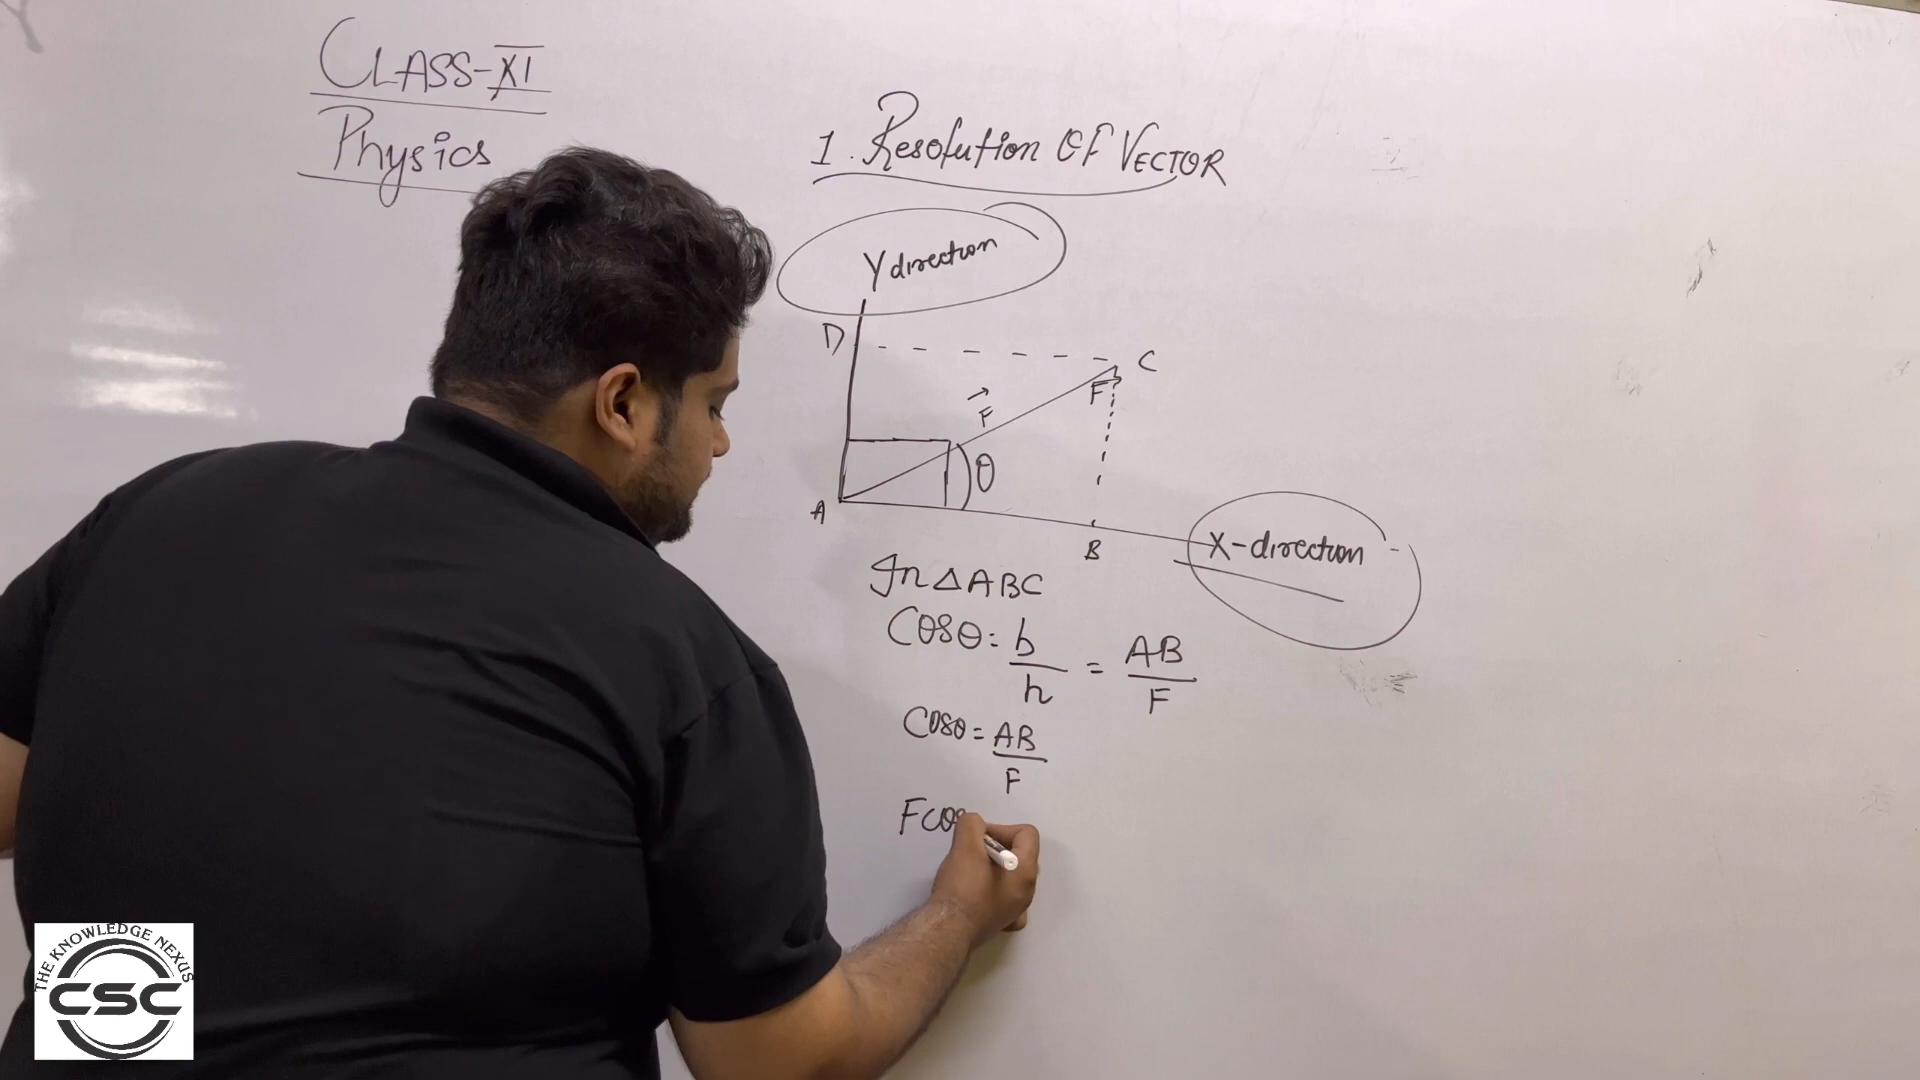 CLASS-XI
Physics
1. Resolution OF VECTOR
Y direction
D
C
F
F
θ
A
B
X-direction
In △ABC
Cosθ = b/h = AB/F
Cosθ = AB/F
Fcos
THE KNOWLEDGE NEXUS
CSC